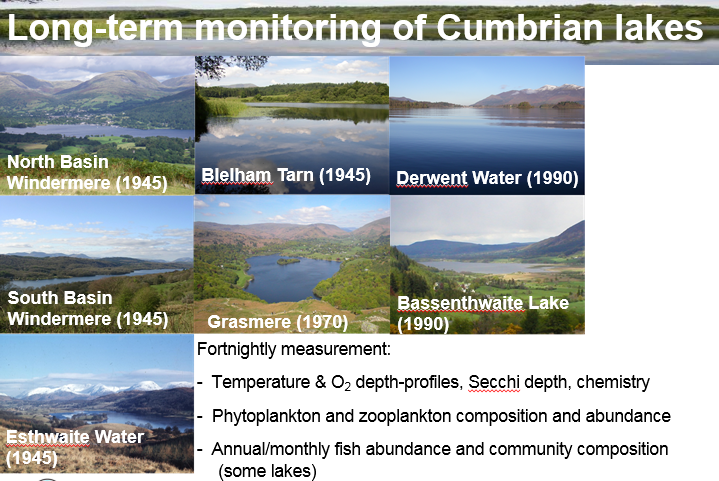 Long-term monitoring of Cumbrian lakes
North Basin
Windermere (1945)
Blelham Tarn (1945)
Derwent Water (1990)
South Basin
Windermere (1945)
Grasmere (1970)
Bassenthwaite Lake
(1990)
Esthwaite Water
(1945)
Fortnightly measurement:
- Temperature & O₂ depth-profiles, Secchi depth, chemistry
- Phytoplankton and zooplankton composition and abundance
- Annual/monthly fish abundance and community composition
(some lakes)